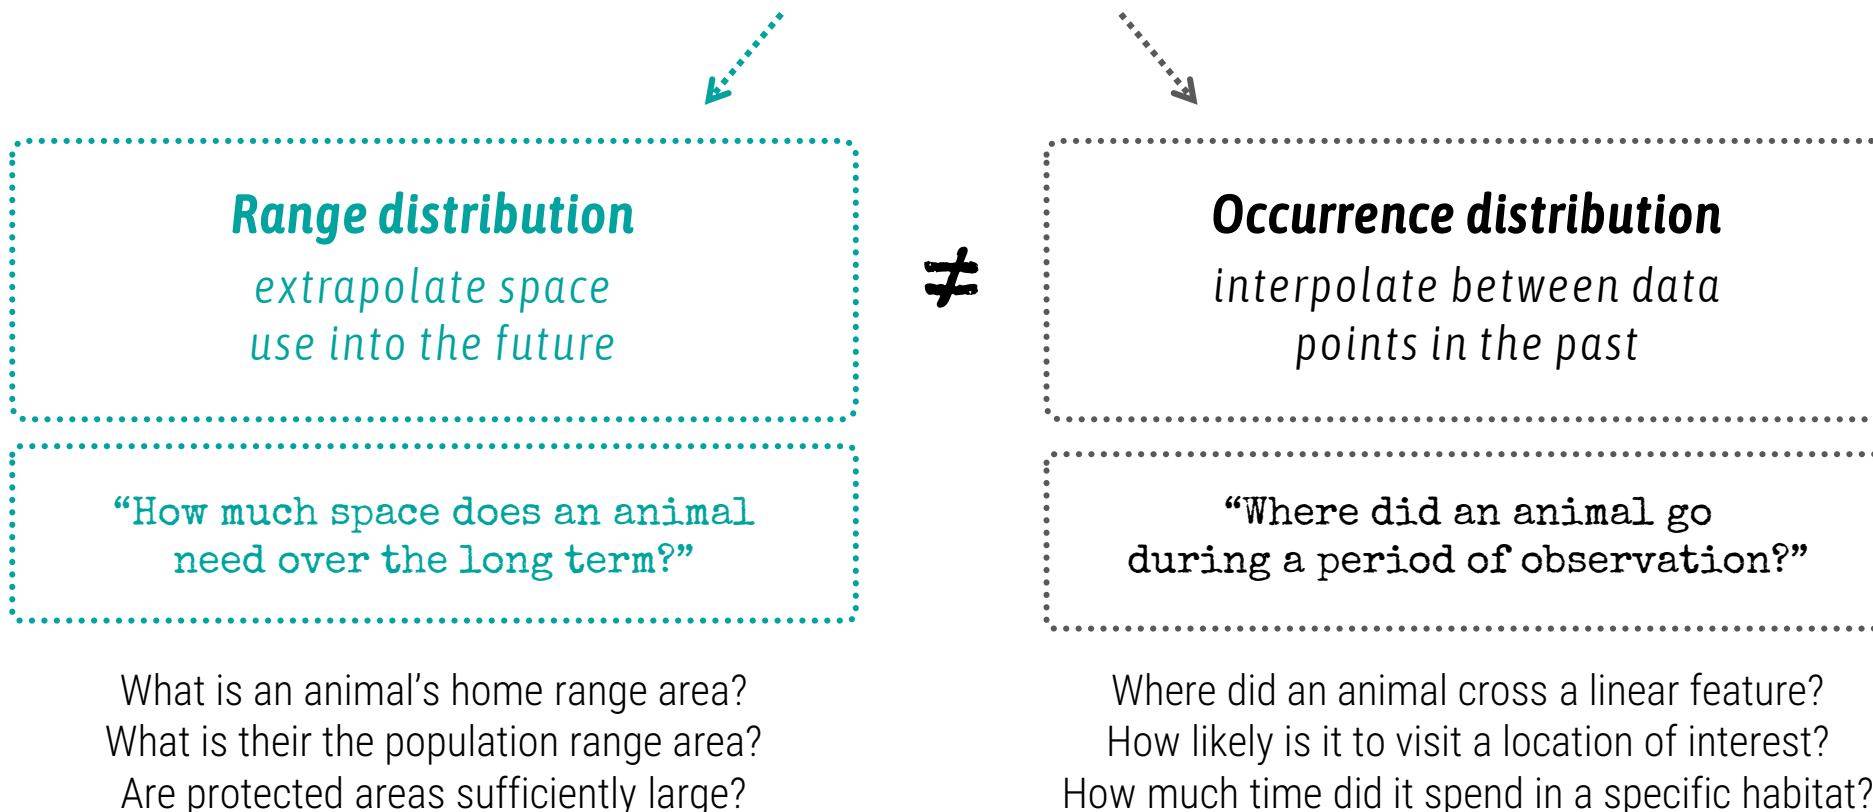 Range distribution
extrapolate space
use into the future
“How much space does an animal
need over the long term?”
What is an animal’s home range area?
What is their the population range area?
Are protected areas sufficiently large?
≠
Occurrence distribution
interpolate between data
points in the past
“Where did an animal go
during a period of observation?”
Where did an animal cross a linear feature?
How likely is it to visit a location of interest?
How much time did it spend in a specific habitat?